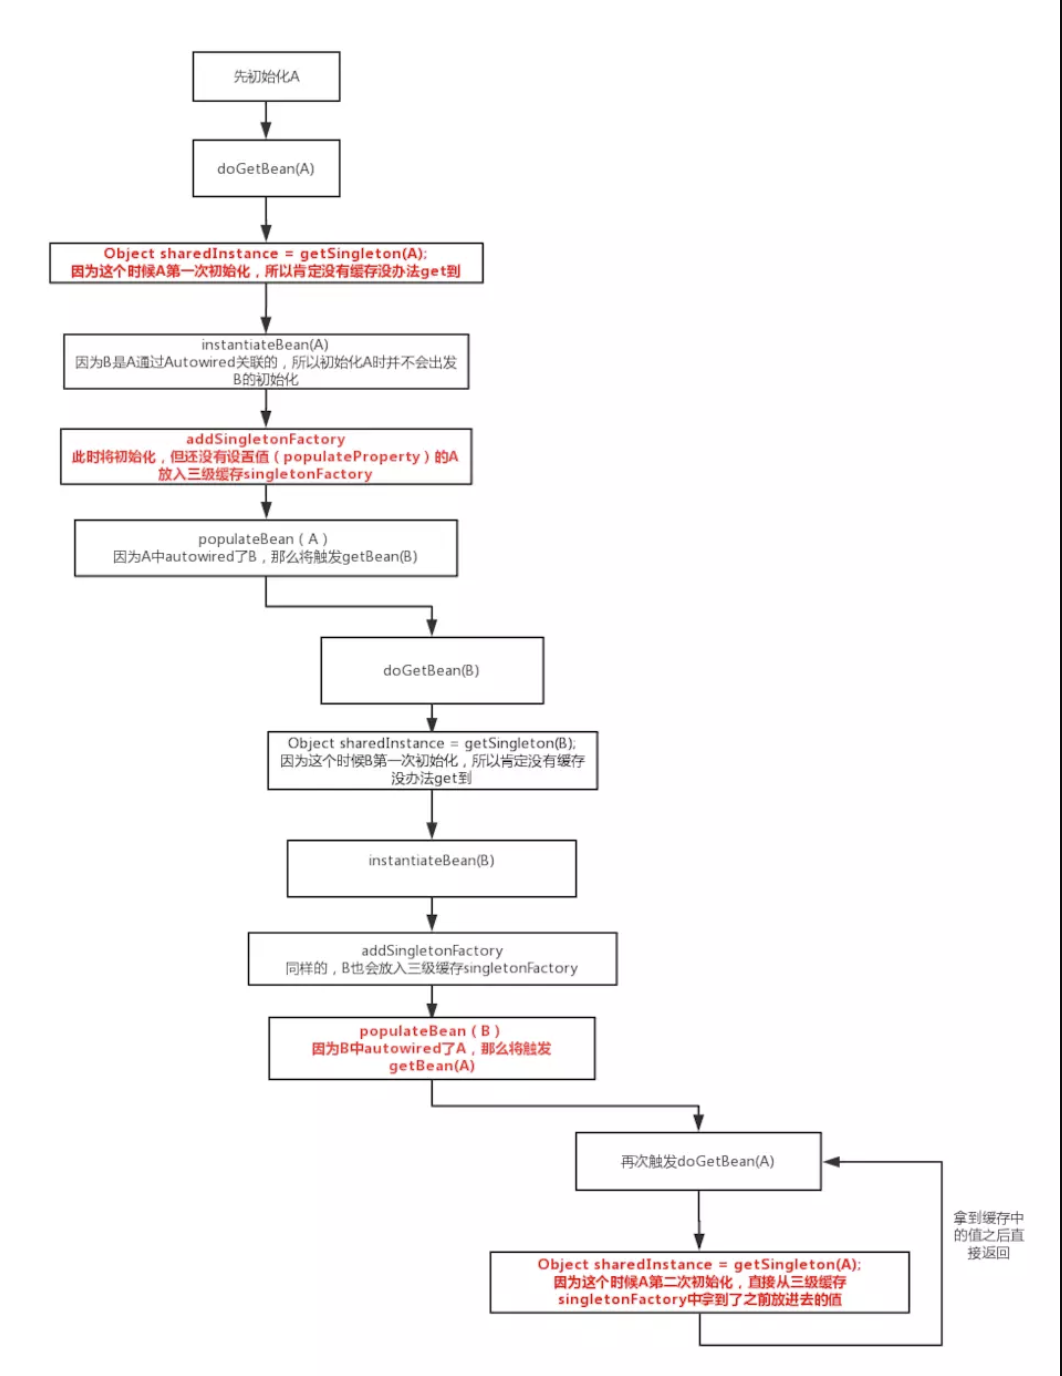 先初始化A
doGetBean(A)
Object sharedInstance = getSingleton(A);
因为这个时候A第一次初始化，所以肯定没有缓存没办法get到
instantiateBean(A)
因为B是A通过Autowired关联的，所以初始化A时并不会出发
B的初始化
addSingletonFactory
此时将初始化，但还没有设置值（populateProperty）的A
放入三级缓存singletonFactory
populateBean（A）
因为A中autowired了B，那么将触发getBean(B)
doGetBean(B)
Object sharedInstance = getSingleton(B);
因为这个时候B第一次初始化，所以肯定没有缓存
没办法get到
instantiateBean(B)
addSingletonFactory
同样的，B也会放入三级缓存singletonFactory
populateBean（B）
因为B中autowired了A，那么将触发
getBean(A)
再次触发doGetBean(A)
拿到缓存中
的值之后直
接返回
Object sharedInstance = getSingleton(A);
因为这个时候A第二次初始化，直接从三级缓存
singletonFactory中拿到了之前放进去的值